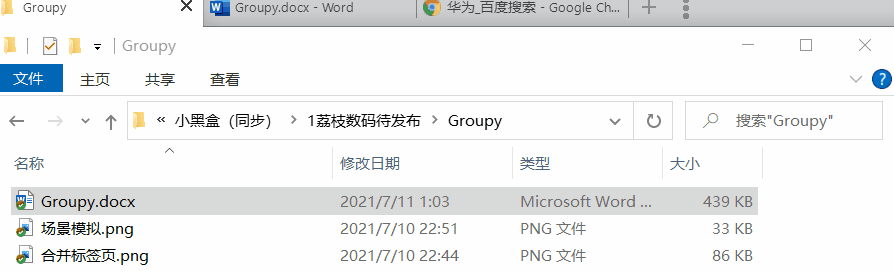 Groupy Groupy.docx - Word 华为_百度搜索 - Google Ch...
Groupy
文件 主页 共享 查看
« 小黑盒（同步） > 1荔枝数码待发布 > Groupy 搜索"Groupy"
名称 修改日期 类型 大小
Groupy.docx 2021/7/11 1:03 Microsoft Word ... 439 KB
场景模拟.png 2021/7/10 22:51 PNG 文件 33 KB
合并标签页.png 2021/7/10 22:44 PNG 文件 86 KB